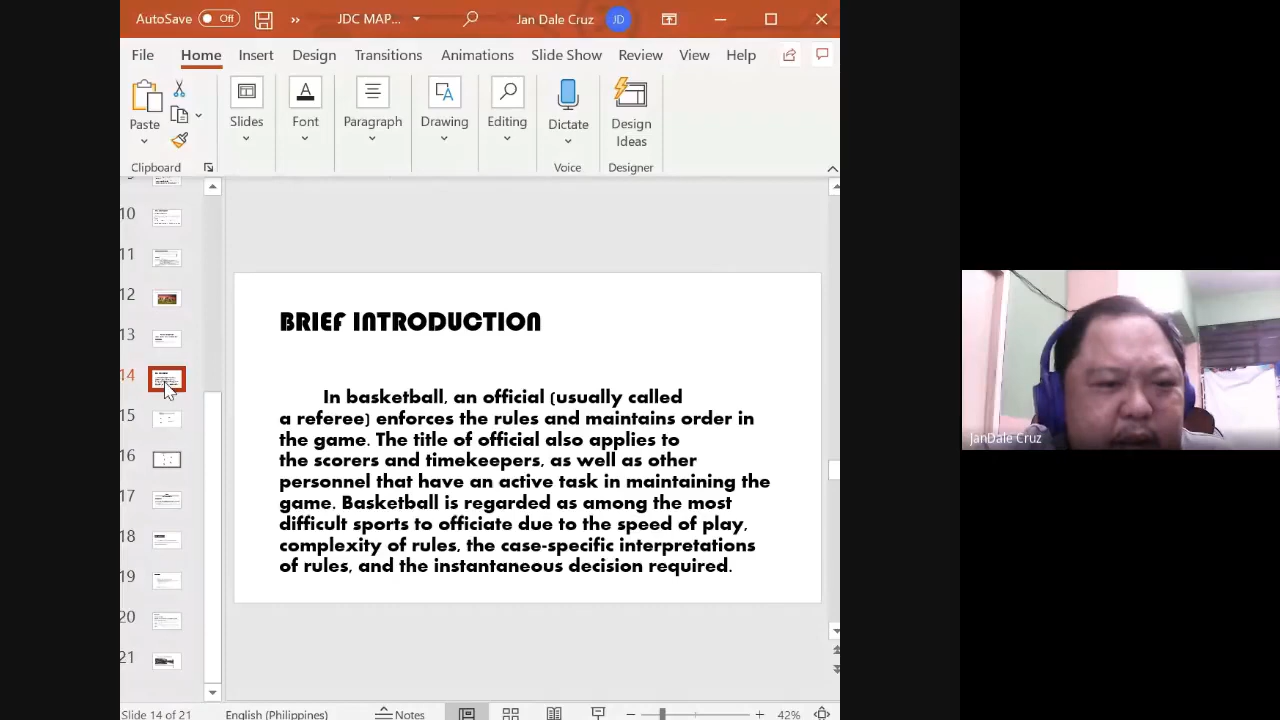 AutoSave Off JDC MAP... Jan Dale Cruz JD
File Home Insert Design Transitions Animations Slide Show Review View Help
Paste Slides Font Paragraph Drawing Editing Dictate Design Ideas
Clipboard Voice Designer
10
11
12
13
14
15
16
17
18
19
20
21
BRIEF INTRODUCTION
In basketball, an official (usually called
a referee) enforces the rules and maintains order in
the game. The title of official also applies to
the scorers and timekeepers, as well as other
personnel that have an active task in maintaining the
game. Basketball is regarded as among the most
difficult sports to officiate due to the speed of play,
complexity of rules, the case-specific interpretations
of rules, and the instantaneous decision required.
JanDale Cruz
Slide 14 of 21 English (Philippines) Notes 42%